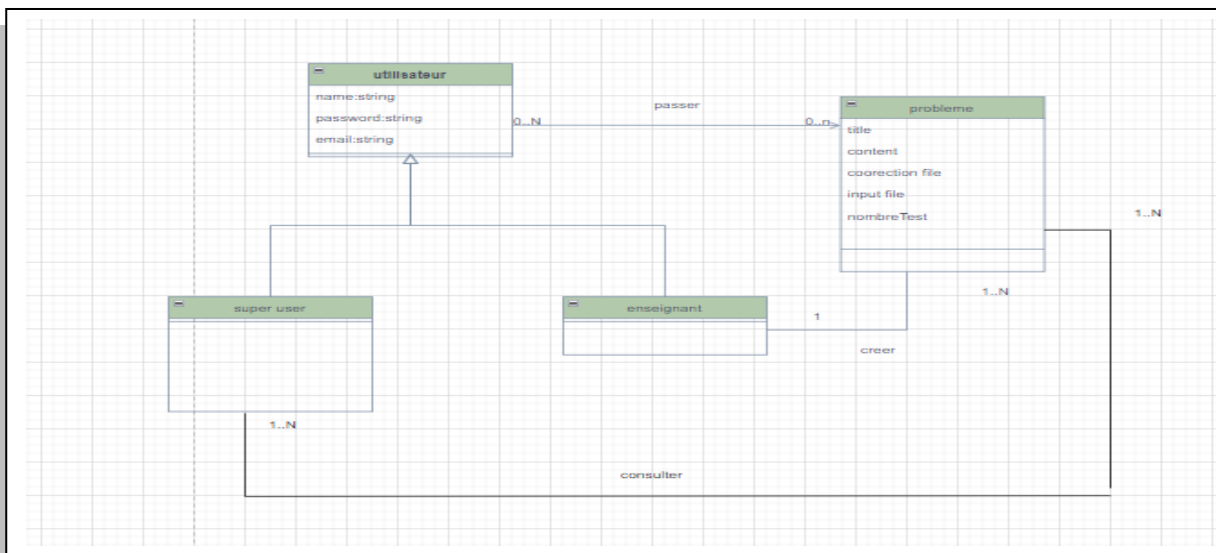 utilisateur
name:string
password:string
email:string
0..N
passer
0..n
probleme
title
content
coorection file
input file
nombreTest
1..N
1..N
super user
enseignant
1
creer
1..N
consulter